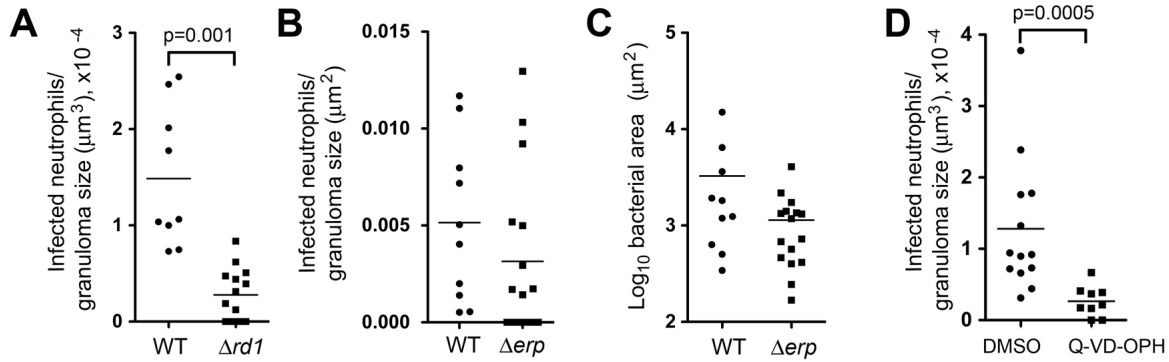 A
Infected neutrophils/
granuloma size (μm³), x10⁻⁴
3
2
1
0
p=0.001
WT
Δrd1
B
Infected neutrophils/
granuloma size (μm²)
0.015
0.010
0.005
0.000
WT
Δerp
C
Log₁₀ bacterial area (μm²)
5
4
3
2
WT
Δerp
D
Infected neutrophils/
granuloma size (μm³), x10⁻⁴
4
3
2
1
0
p=0.0005
DMSO
Q-VD-OPH